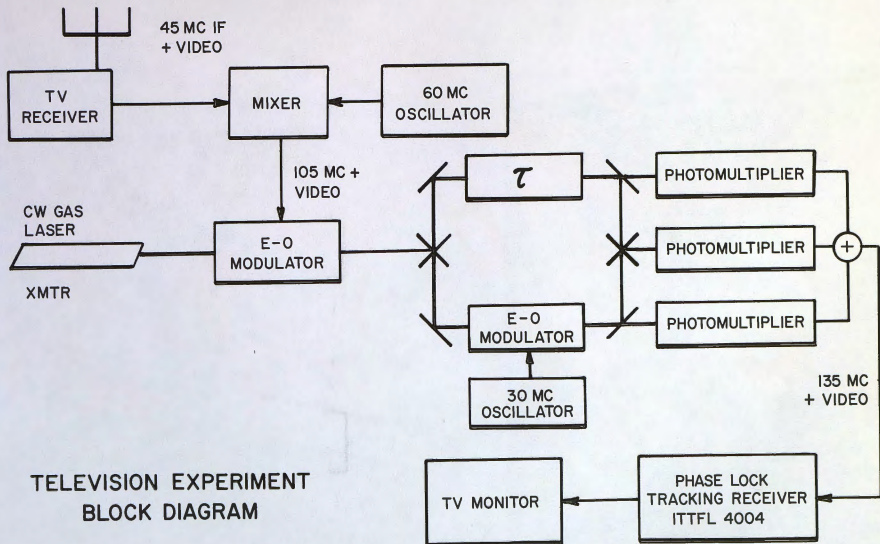 45 MC IF
+ VIDEO
TV
RECEIVER
MIXER
60 MC
OSCILLATOR
105 MC +
VIDEO
CW GAS
LASER
XMTR
E-O
MODULATOR
τ
PHOTOMULTIPLIER
PHOTOMULTIPLIER
+
PHOTOMULTIPLIER
E-O
MODULATOR
30 MC
OSCILLATOR
135 MC
+ VIDEO
TELEVISION EXPERIMENT
BLOCK DIAGRAM
TV MONITOR
PHASE LOCK
TRACKING RECEIVER
ITTFL 4004